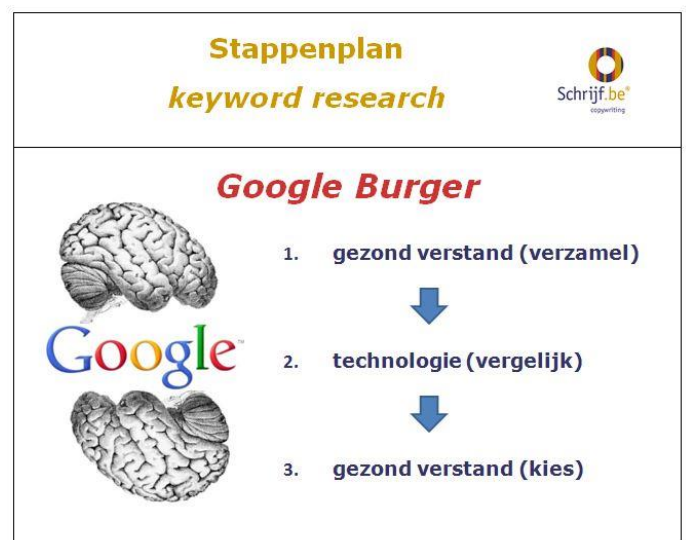 Stappenplan
keyword research
Schrijf.be®
copywriting
Google Burger
1. gezond verstand (verzamel)
Google™
2. technologie (vergelijk)
3. gezond verstand (kies)